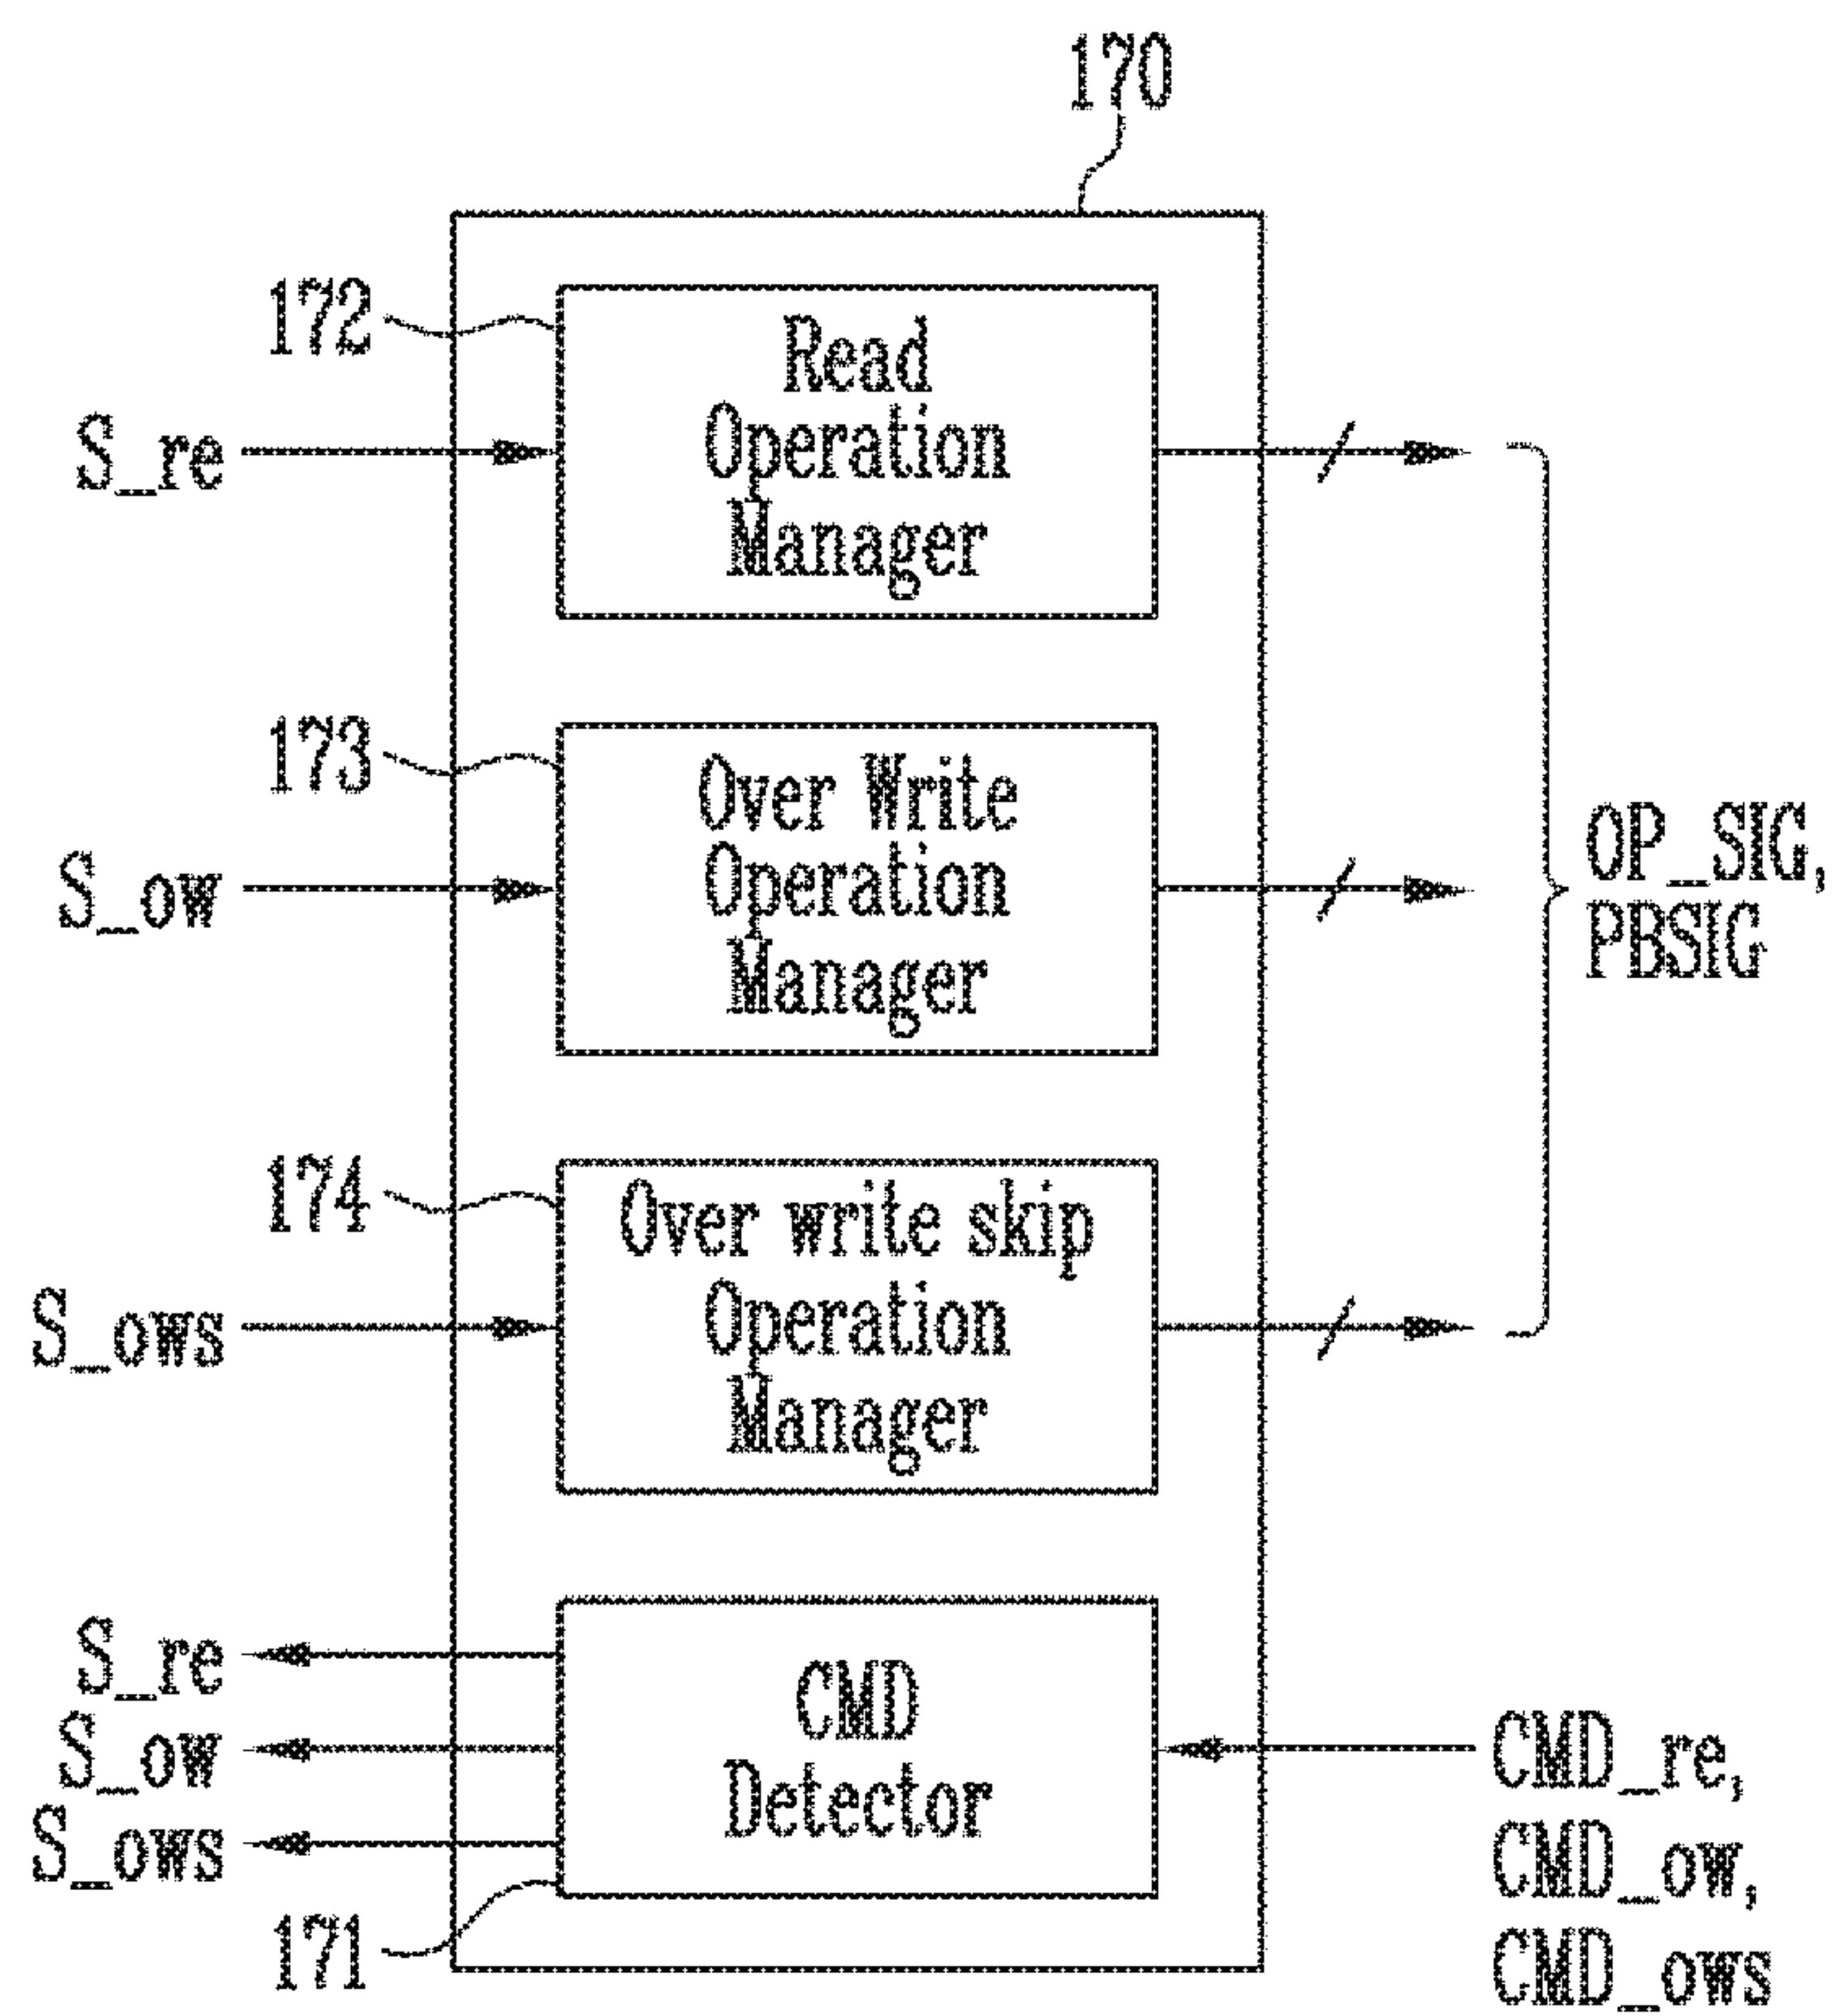 170
172
Read
Operation
Manager
S_re
173
Over Write
Operation
Manager
S_ow
OP_SIG,
PBSIG
174
Over write skip
Operation
Manager
S_ows
S_re
S_ow
S_ows
CMD
Detector
171
CMD_re,
CMD_ow,
CMD_ows